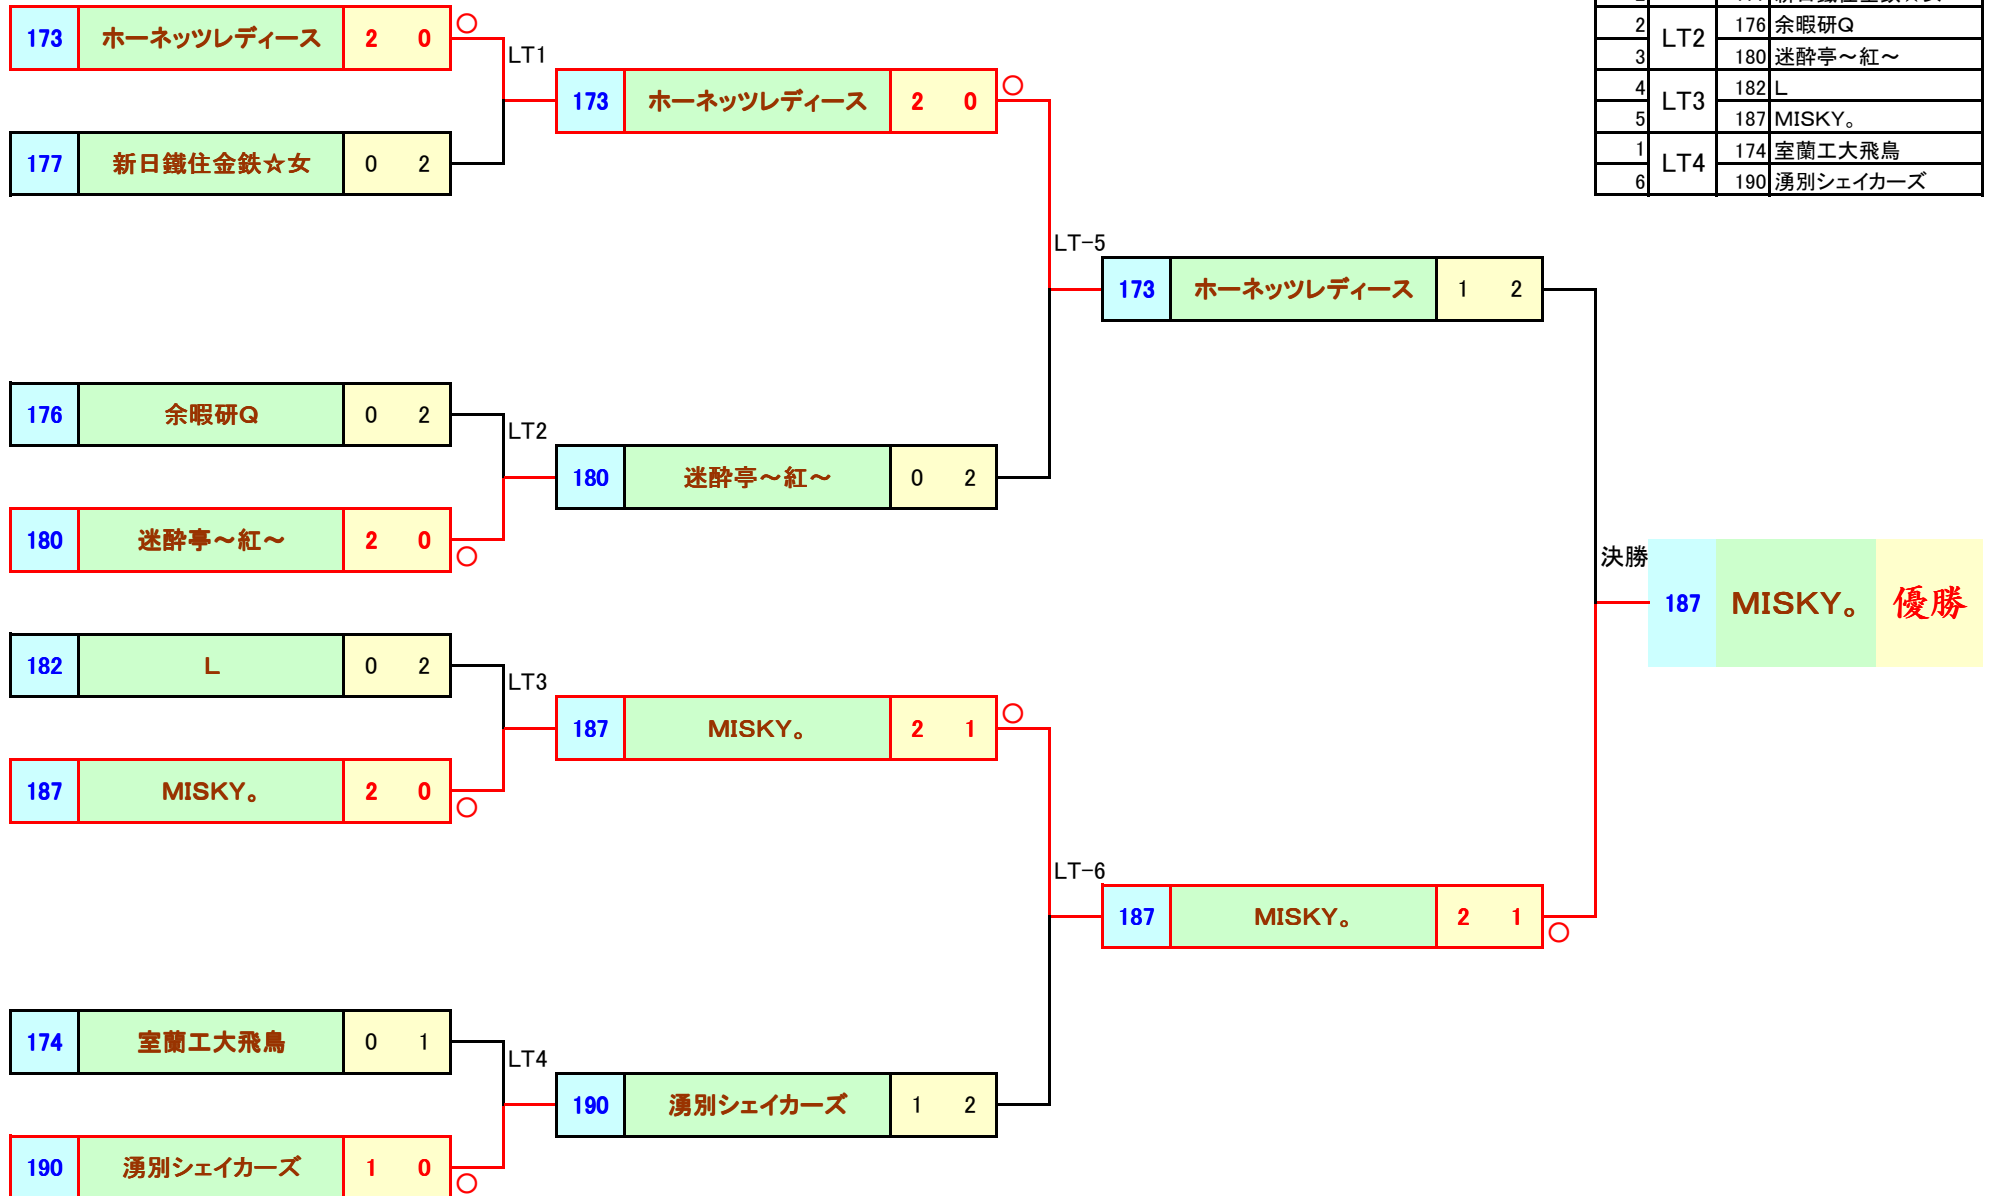 173 ホーネッツレディース 2 0 ○
LT1
173 ホーネッツレディース 2 0 ○
177 新日鐵住金鉄☆女 0 2
LT-5
173 ホーネッツレディース 1 2
176 余暇研Q 0 2
LT2
180 迷酔亭～紅～ 0 2
180 迷酔亭～紅～ 2 0 ○
決勝
187 MISKY。 優勝
182 L 0 2
LT3
187 MISKY。 2 1 ○
187 MISKY。 2 0 ○
LT-6
187 MISKY。 2 1 ○
174 室蘭工大飛鳥 0 1
LT4
190 湧別シェイカーズ 1 2
190 湧別シェイカーズ 1 0 ○
2 LT2 176 余暇研Q
3 180 迷酔亭～紅～
4 LT3 182 L
5 187 MISKY。
1 LT4 174 室蘭工大飛鳥
6 190 湧別シェイカーズ